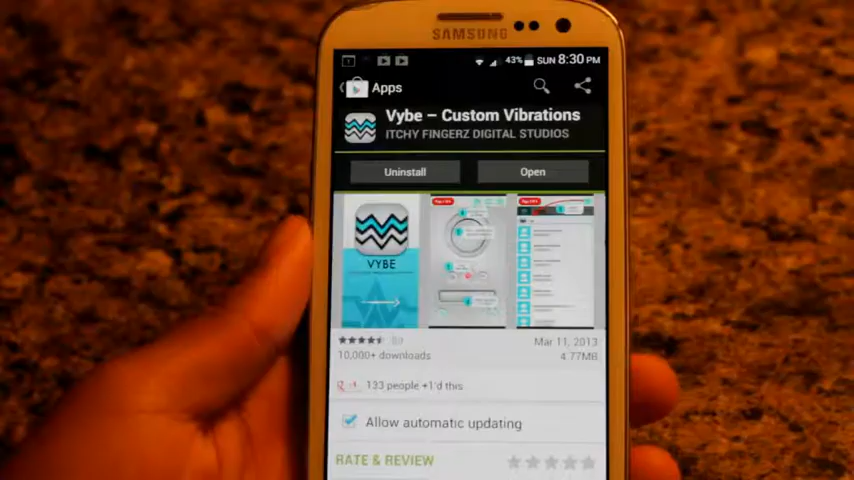 SAMSUNG
43% SUN 8:30 PM
Apps
Vybe – Custom Vibrations
ITCHY FINGERZ DIGITAL STUDIOS
Uninstall Open
VYBE
Mar 11, 2013
10,000+ downloads 4.77MB
133 people +1'd this
Allow automatic updating
RATE & REVIEW